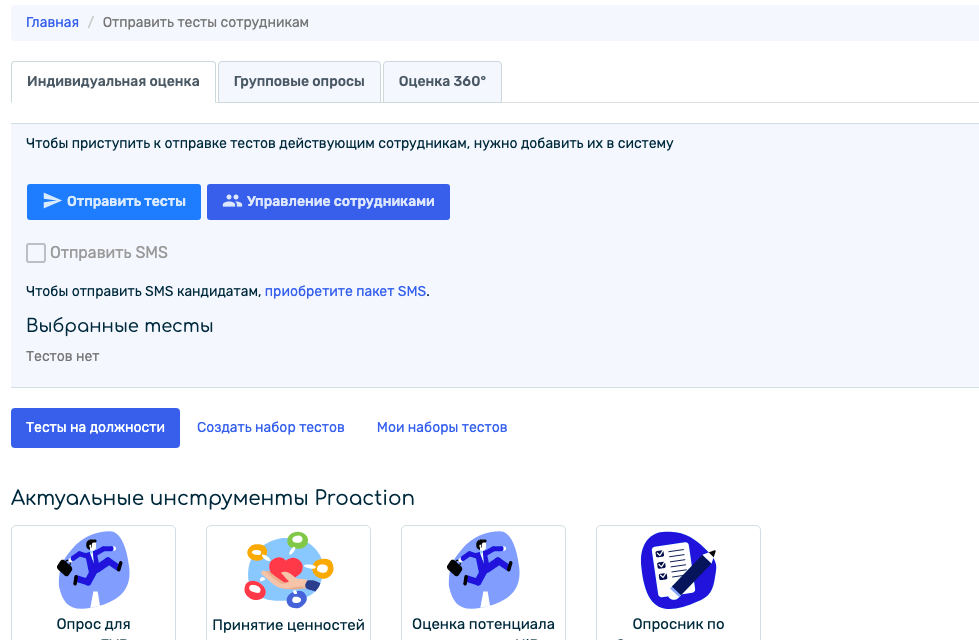 Главная / Отправить тесты сотрудникам
Индивидуальная оценка Групповые опросы Оценка 360°
Чтобы приступить к отправке тестов действующим сотрудникам, нужно добавить их в систему
Отправить тесты Управление сотрудниками
Отправить SMS
Чтобы отправить SMS кандидатам, приобретите пакет SMS.
Выбранные тесты
Тестов нет
Тесты на должности Создать набор тестов Мои наборы тестов
Актуальные инструменты Proaction
Опрос для Принятие ценностей Оценка потенциала Опросник по